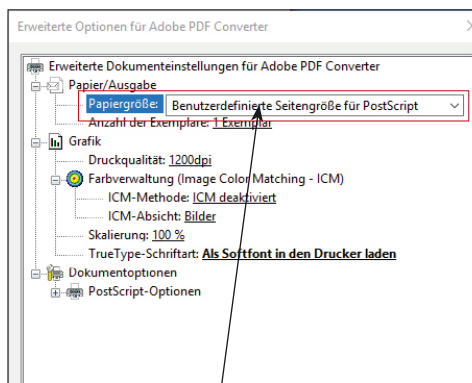 Erweiterte Optionen für Adobe PDF Converter
Erweiterte Dokumenteinstellungen für Adobe PDF Converter
Papier/Ausgabe
Papiergröße: Benutzerdefinierte Seitengröße für PostScript
Anzahl der Exemplare: 1 Exemplar
Grafik
Druckqualität: 1200dpi
Farbverwaltung (Image Color Matching - ICM)
ICM-Methode: ICM deaktiviert
ICM-Absicht: Bilder
Skalierung: 100 %
TrueType-Schriftart: Als Softfont in den Drucker laden
Dokumentoptionen
PostScript-Optionen